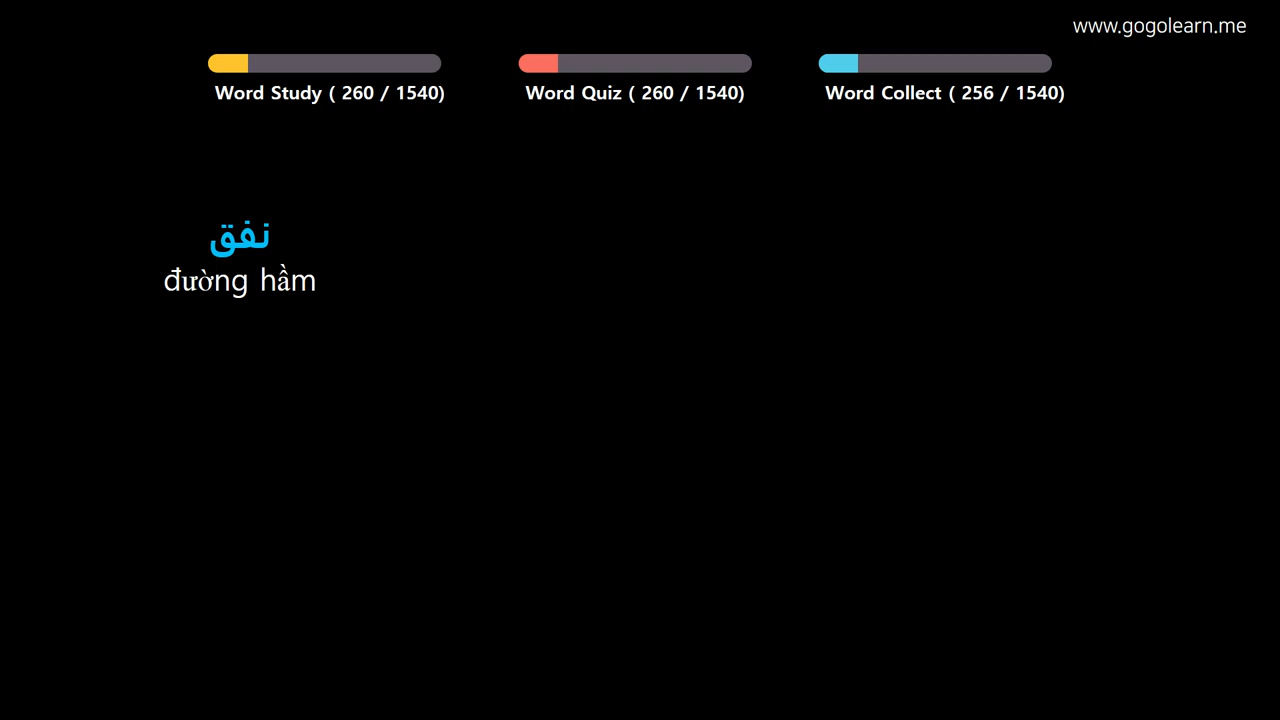 www.gogolearn.me
Word Study ( 260 / 1540)
Word Quiz ( 260 / 1540)
Word Collect ( 256 / 1540)
نفق
đường hầm